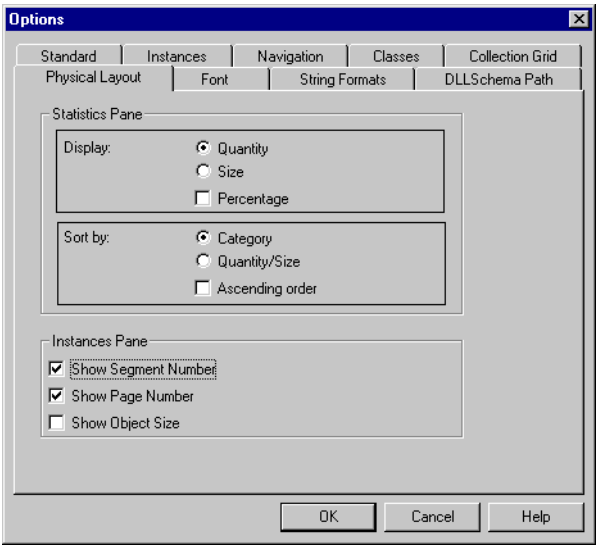 Options
Standard Instances Navigation Classes Collection Grid
Physical Layout Font String Formats DLLSchema Path
Statistics Pane
Display: Quantity
Size
Percentage
Sort by: Category
Quantity/Size
Ascending order
Instances Pane
Show Segment Number
Show Page Number
Show Object Size
OK Cancel Help